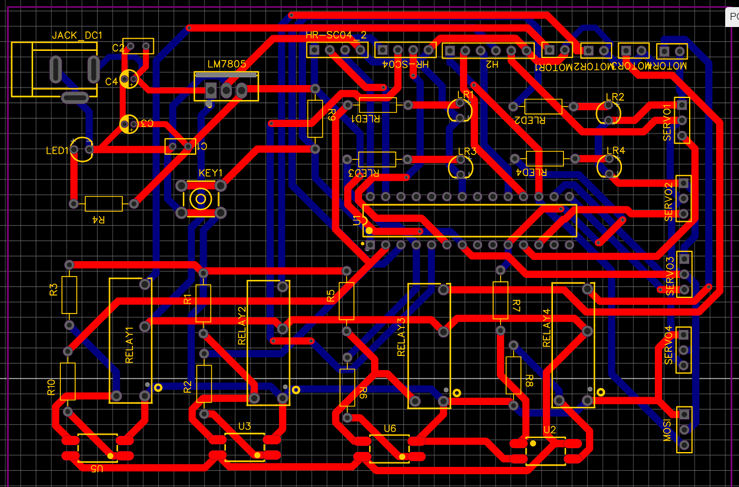 PC
JACK_DC1
C2
HR-SC04_2
HR-SC04
H2
MOTOR1
MOTOR2
MOTOR3
MOTOR4
LM7805
C4
C3
R9
RLED1
LR1
RLED2
LR2
SERVO1
LED1
C1
RLED3
LR3
RLED4
LR4
KEY1
SERVO2
R4
U1
R3
R1
R5
R7
SERVO3
RELAY1
RELAY2
RELAY3
RELAY4
SERVO4
R10
R2
R6
R8
MOSI
U5
U3
U6
U2